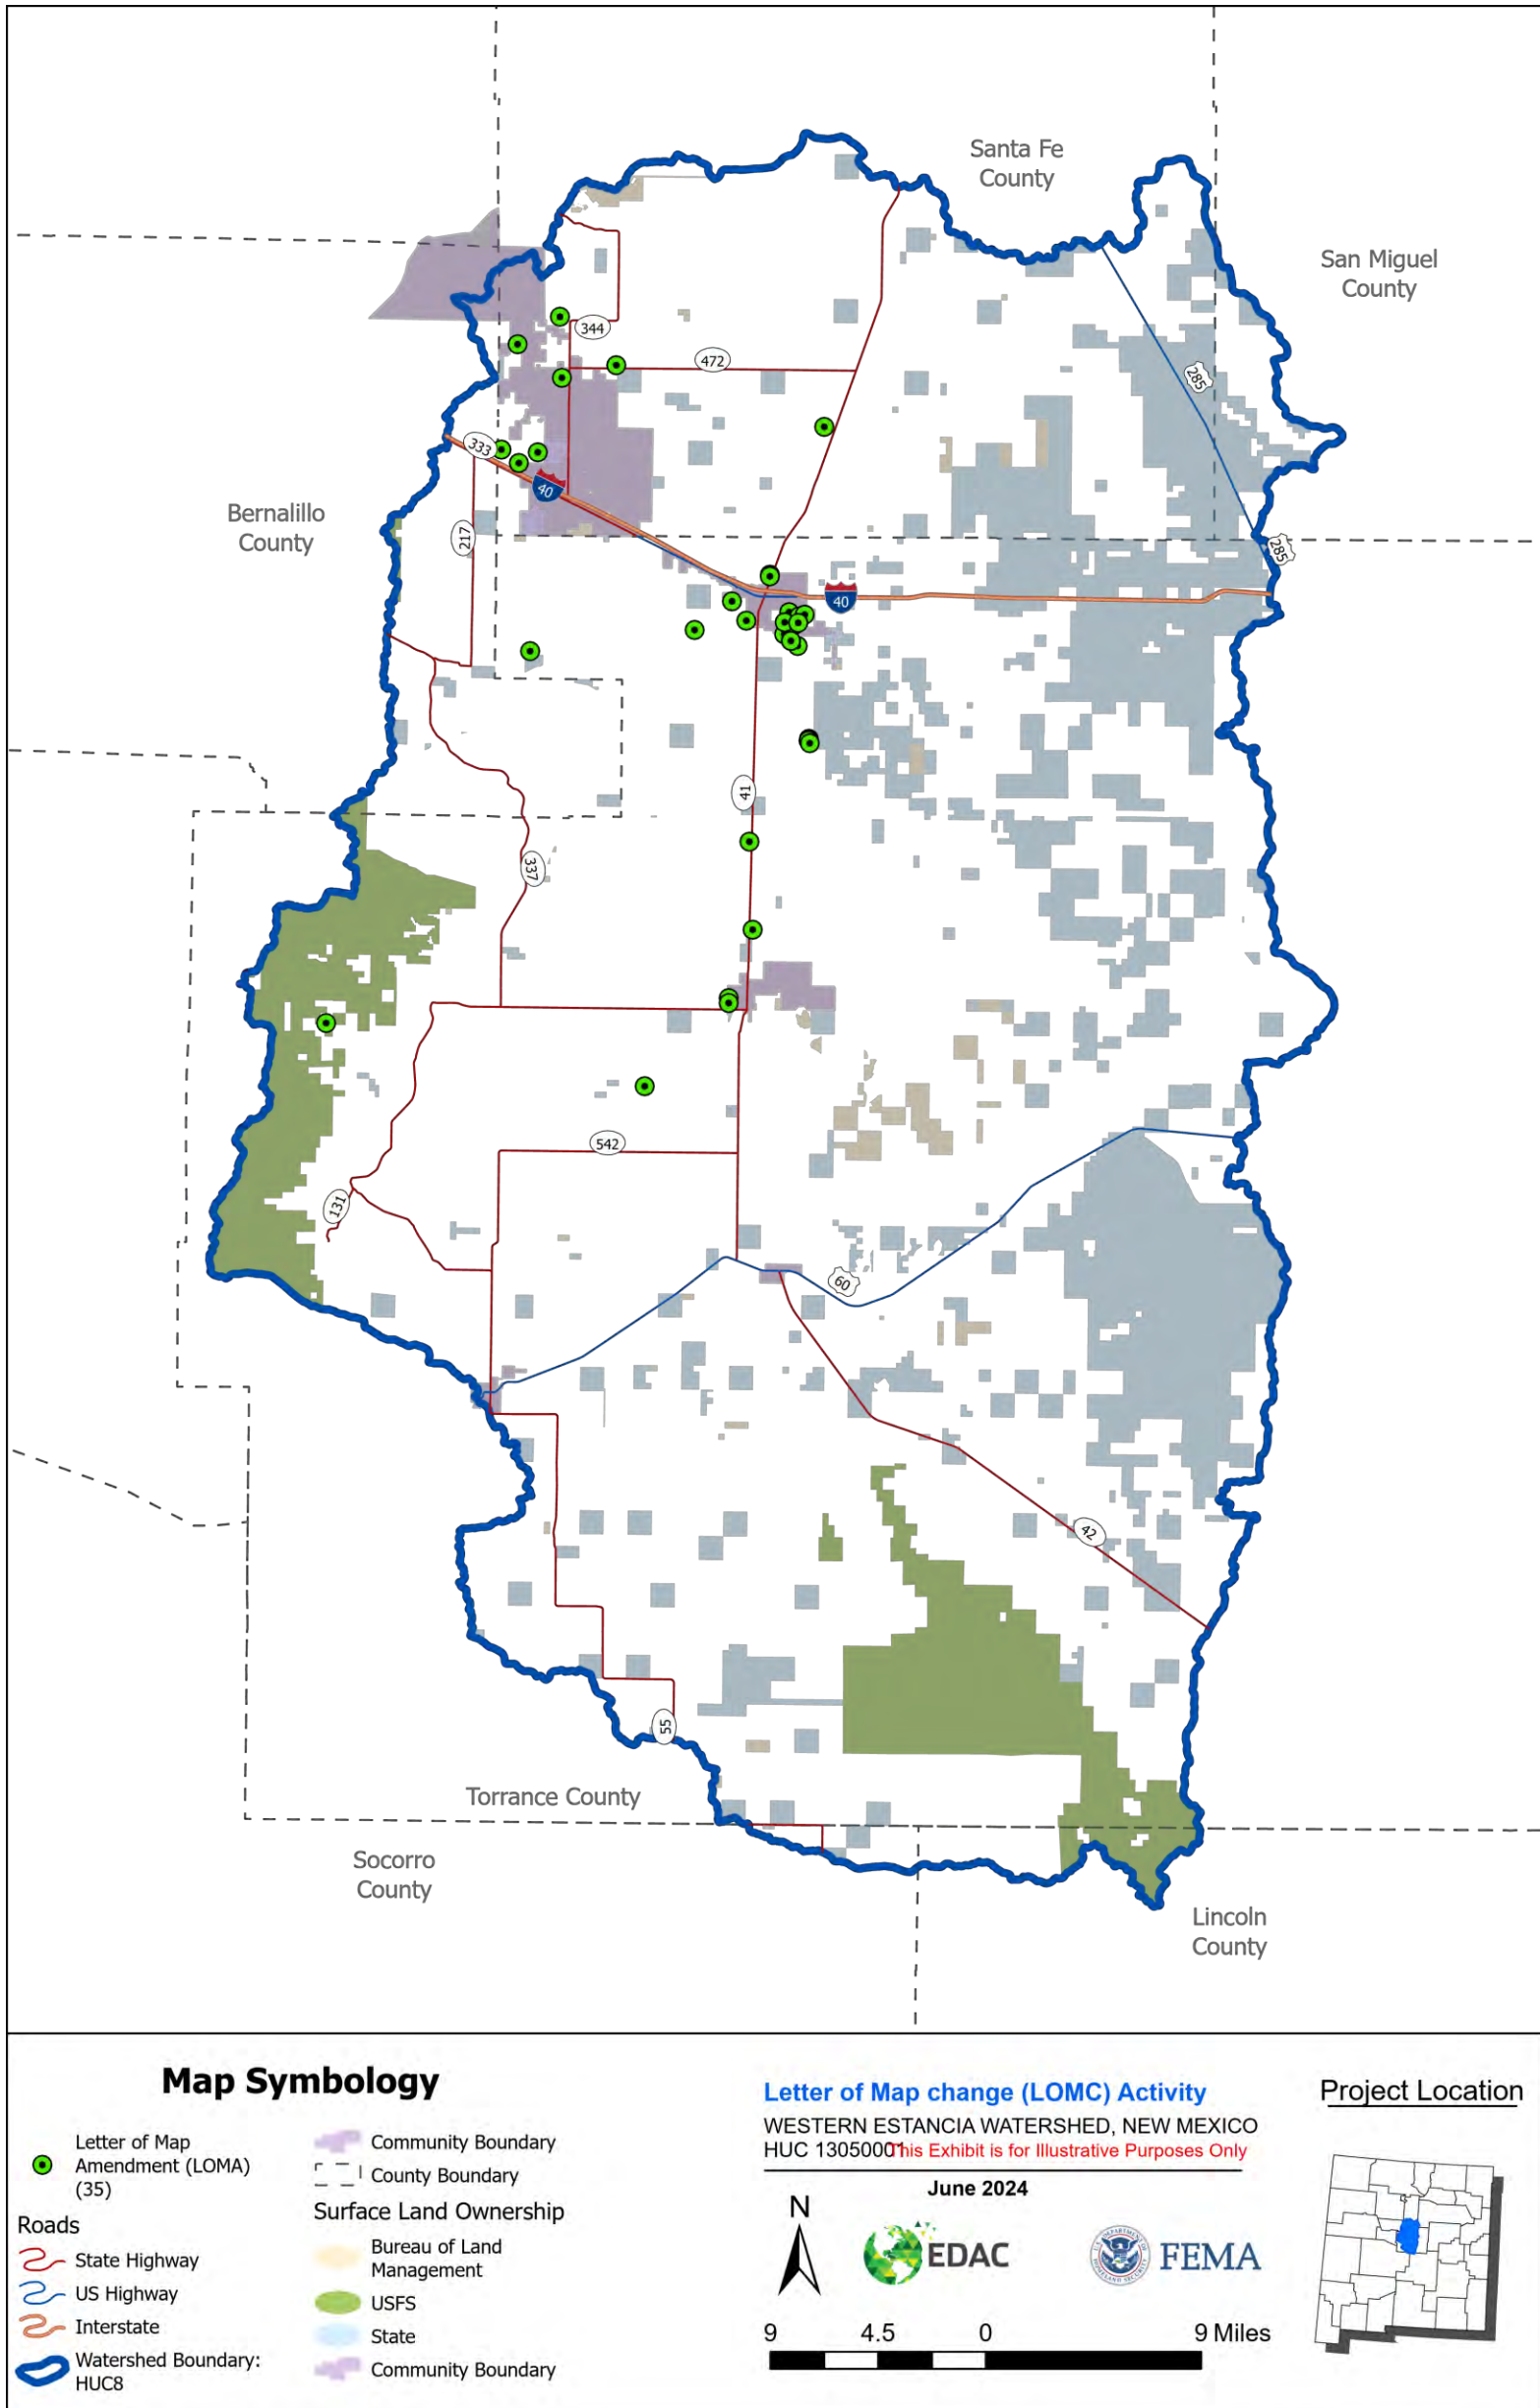 Santa Fe
County
San Miguel
County
344
472
285
333
40
Bernalillo
County
217
285
40
41
337
542
131
60
42
55
Torrance County
Socorro
County
Lincoln
County
Map Symbology
Letter of Map
Amendment (LOMA)
(35)
Roads
State Highway
US Highway
Interstate
Watershed Boundary:
HUC8
Community Boundary
County Boundary
Surface Land Ownership
Bureau of Land
Management
USFS
State
Community Boundary
Letter of Map change (LOMC) Activity
WESTERN ESTANCIA WATERSHED, NEW MEXICO
HUC 13050001
This Exhibit is for Illustrative Purposes Only
June 2024
N
EDAC
FEMA
9 4.5 0 9 Miles
Project Location